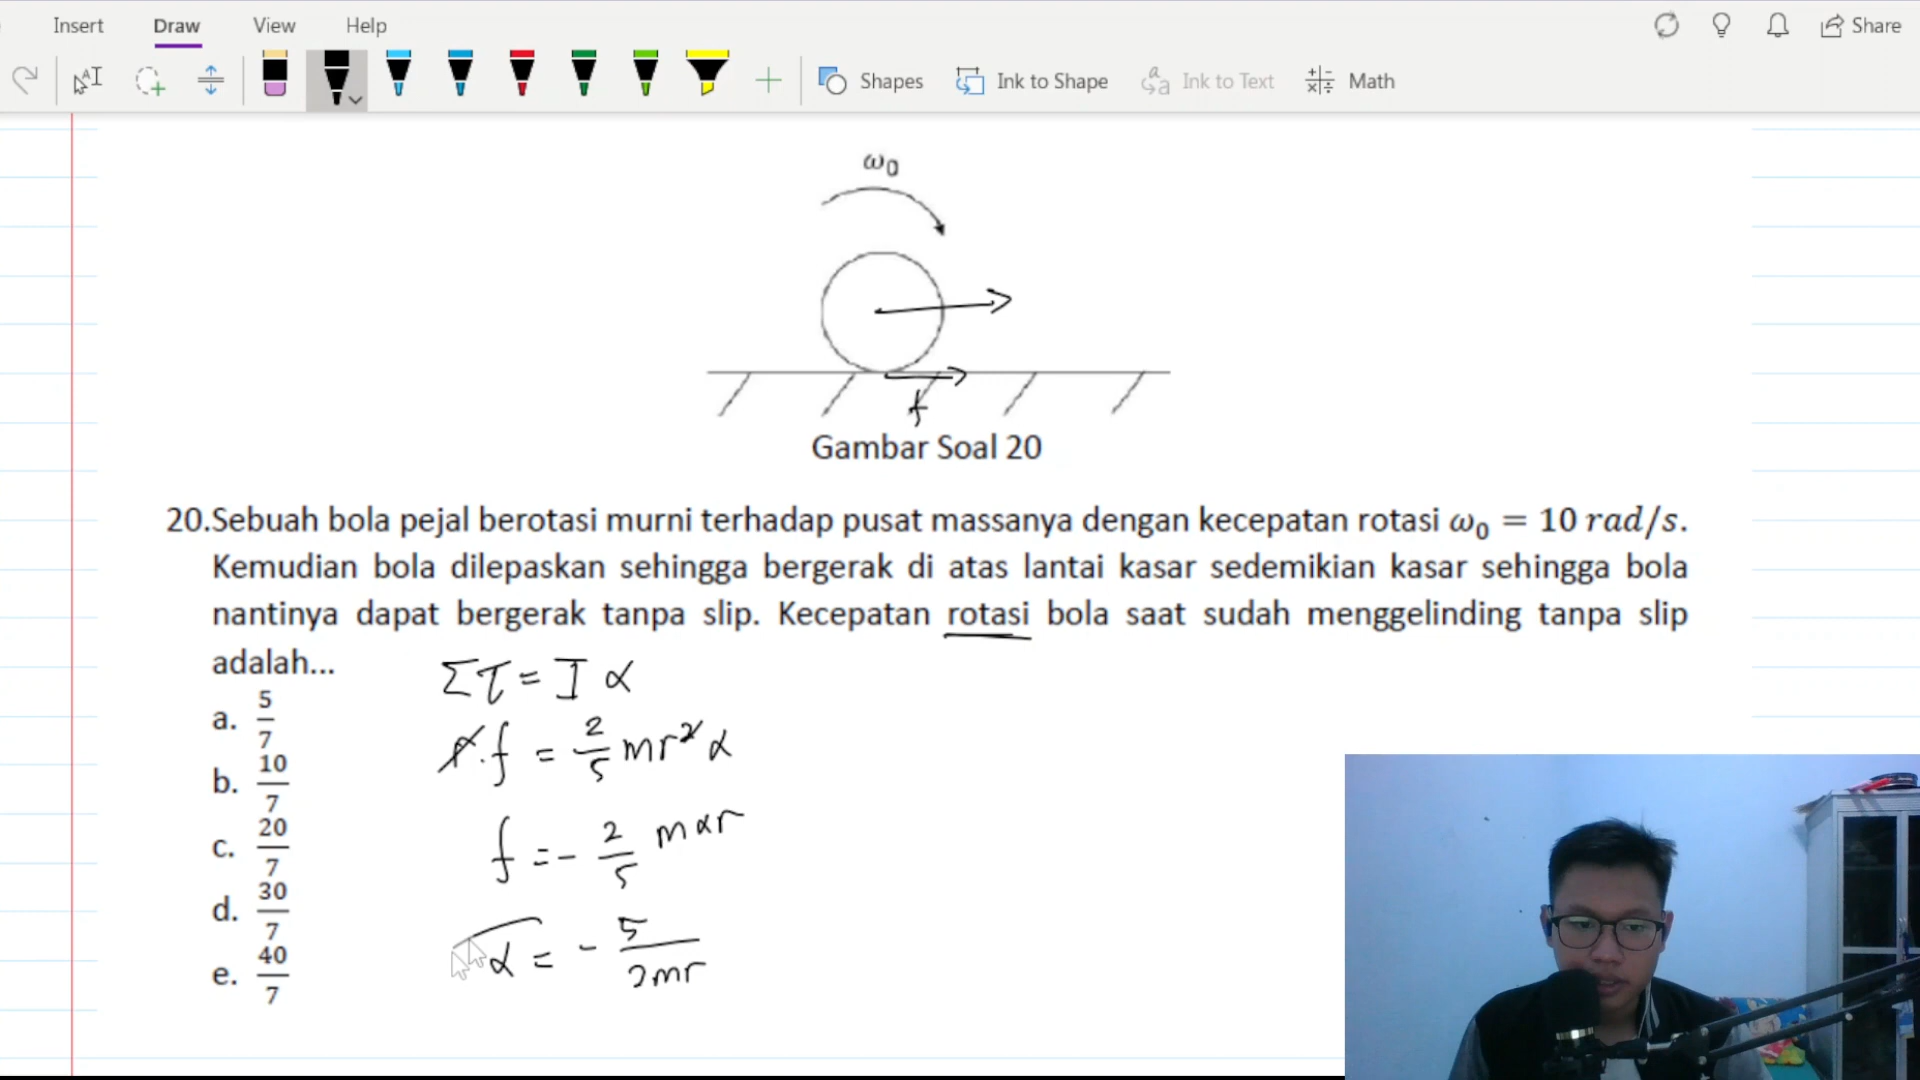 Insert Draw View Help Share
Shapes Ink to Shape Ink to Text Math
ω₀
f
Gambar Soal 20
20.Sebuah bola pejal berotasi murni terhadap pusat massanya dengan kecepatan rotasi ω₀ = 10 rad/s.
Kemudian bola dilepaskan sehingga bergerak di atas lantai kasar sedemikian kasar sehingga bola
nantinya dapat bergerak tanpa slip. Kecepatan rotasi bola saat sudah menggelinding tanpa slip
adalah...
Στ = I α
r.f = 2/5 mr² α
f = - 2/5 mαr
α = - 5/2mr
a. 5/7
b. 10/7
c. 20/7
d. 30/7
e. 40/7